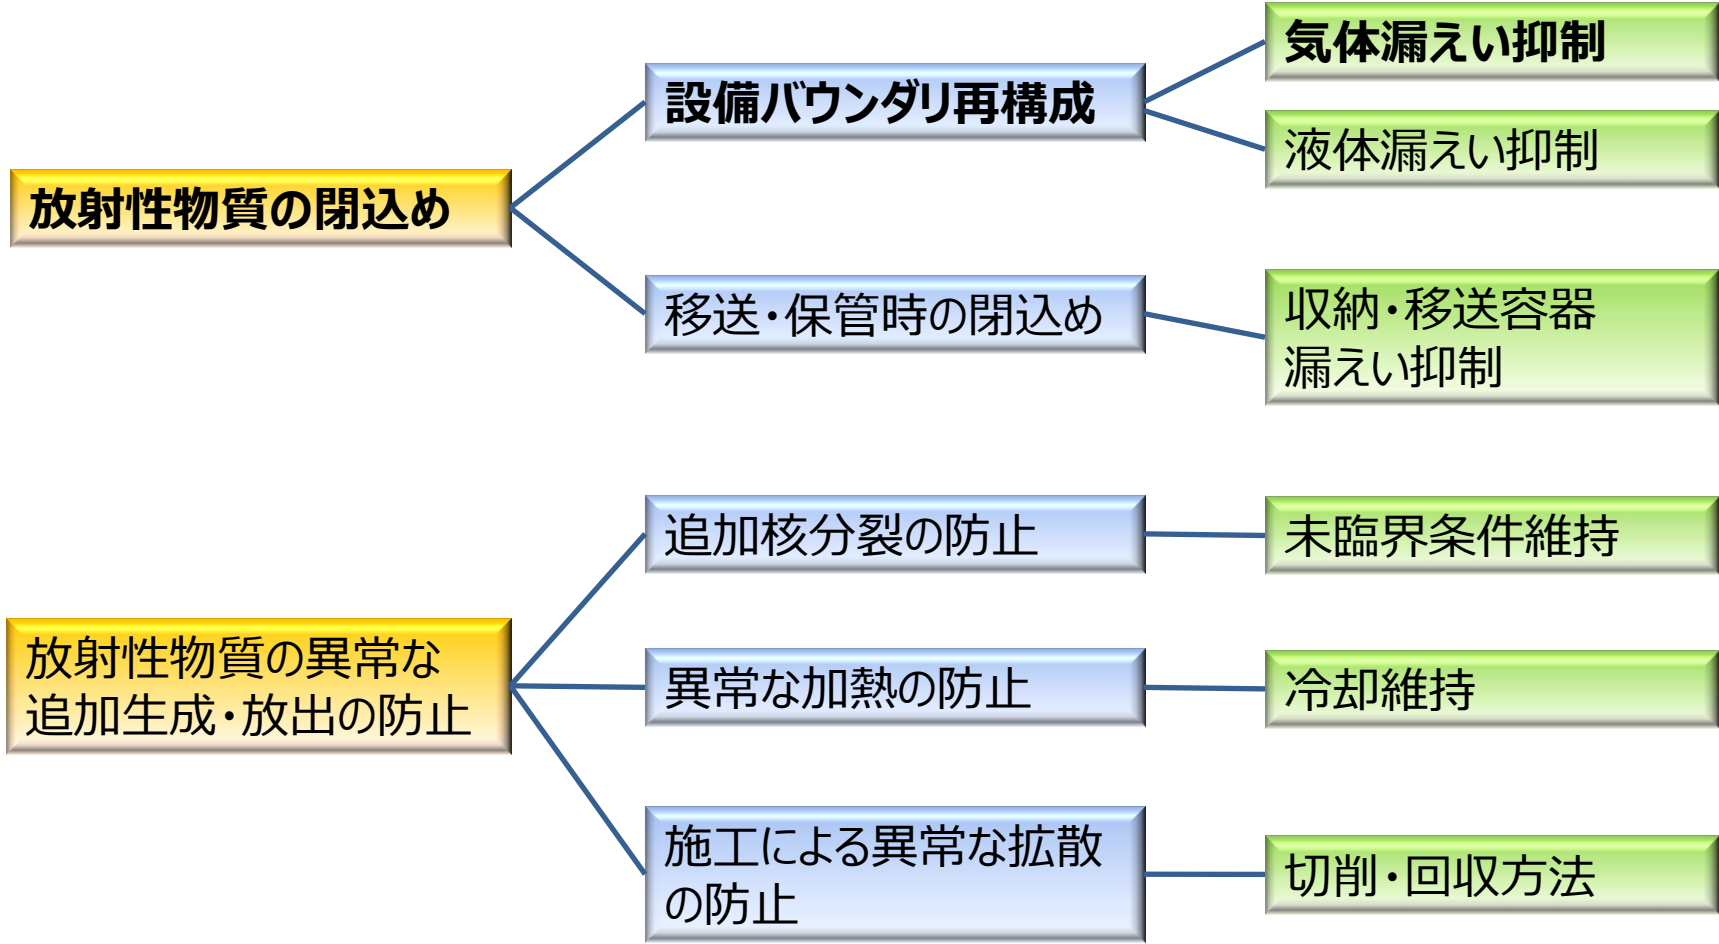 気体漏えい抑制
設備バウンダリ再構成
液体漏えい抑制
放射性物質の閉込め
移送・保管時の閉込め
収納・移送容器
漏えい抑制
追加核分裂の防止
未臨界条件維持
放射性物質の異常な
追加生成・放出の防止
異常な加熱の防止
冷却維持
施工による異常な拡散
の防止
切削・回収方法